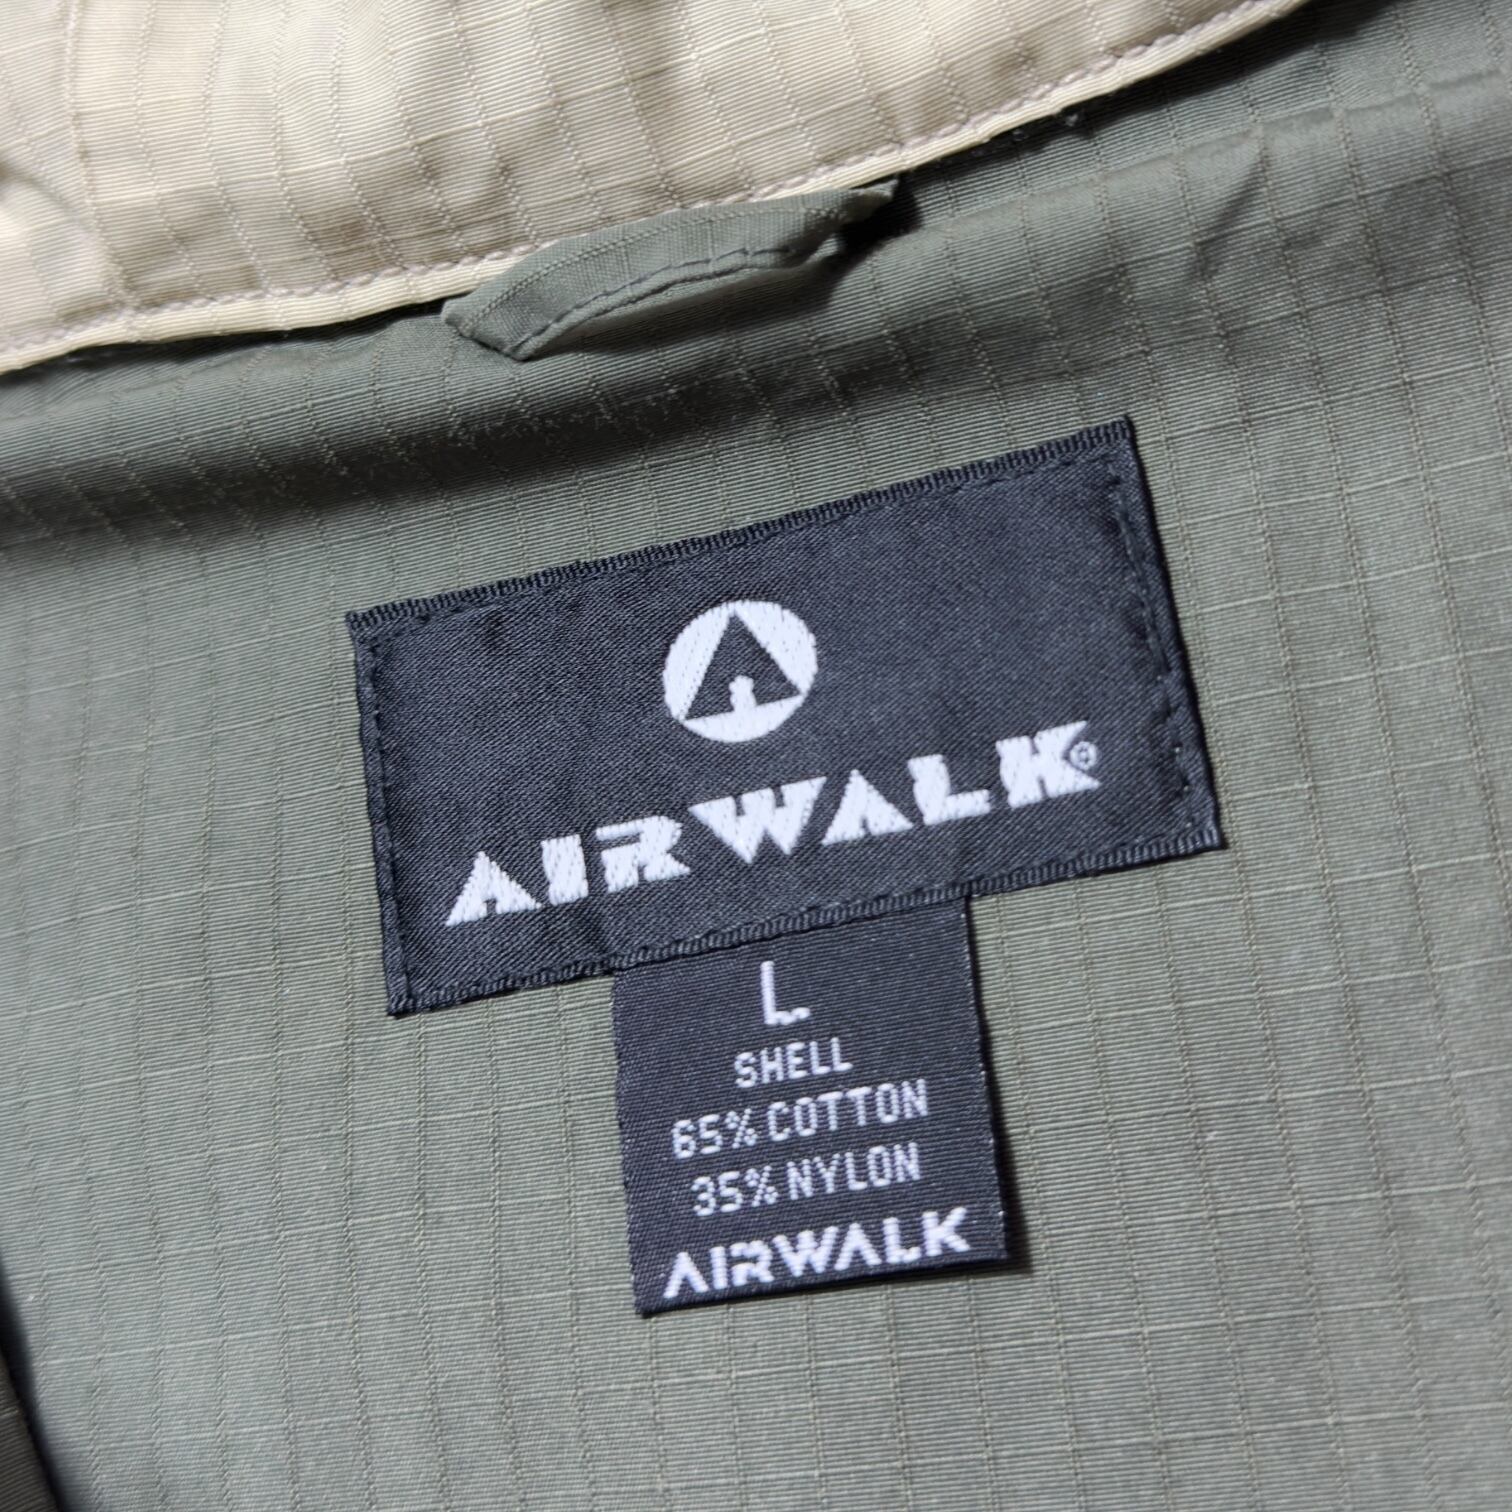 AIRWALK®
L
SHELL
65% COTTON
35% NYLON
AIRWALK